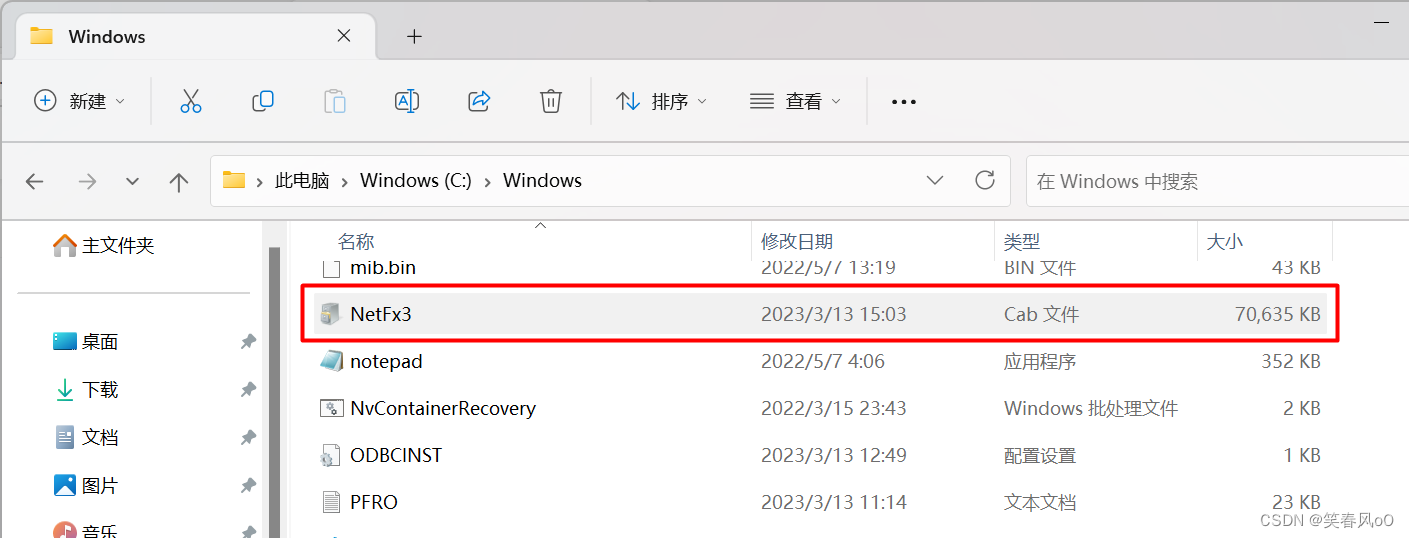 Windows
新建
排序
查看
此电脑 Windows (C:) Windows
在 Windows 中搜索
主文件夹
桌面
下载
文档
图片
音乐
名称 修改日期 类型 大小
mib.bin 2022/5/7 13:19 BIN 文件 43 KB
NetFx3 2023/3/13 15:03 Cab 文件 70,635 KB
notepad 2022/5/7 4:06 应用程序 352 KB
NvContainerRecovery 2022/3/15 23:43 Windows 批处理文件 2 KB
ODBCINST 2023/3/13 12:49 配置设置 1 KB
PFRO 2023/3/13 11:14 文本文档 23 KB
CSDN @笑春风oO